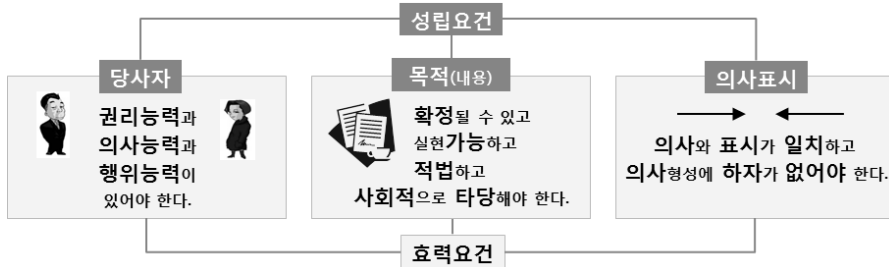 성립요건
당사자
권리능력과
의사능력과
행위능력이
있어야 한다.
목적(내용)
확정될 수 있고
실현가능하고
적법하고
사회적으로 타당해야 한다.
의사표시
의사와 표시가 일치하고
의사형성에 하자가 없어야 한다.
효력요건